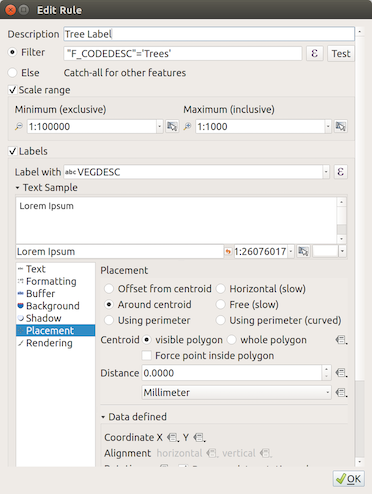 Edit Rule
Description Tree Label
Filter "F_CODEDESC"='Trees' ε Test
Else Catch-all for other features
Scale range
Minimum (exclusive) Maximum (inclusive)
1:100000 1:1000
Labels
Label with abc VEGDESC ε
Text Sample
Lorem Ipsum
Lorem Ipsum 1:26076017
Text
Formatting
Buffer
Background
Shadow
Placement
Rendering
Placement
Offset from centroid Horizontal (slow)
Around centroid Free (slow)
Using perimeter Using perimeter (curved)
Centroid visible polygon whole polygon
Force point inside polygon
Distance 0.0000
Millimeter
Data defined
Coordinate X Y
Alignment horizontal vertical
OK